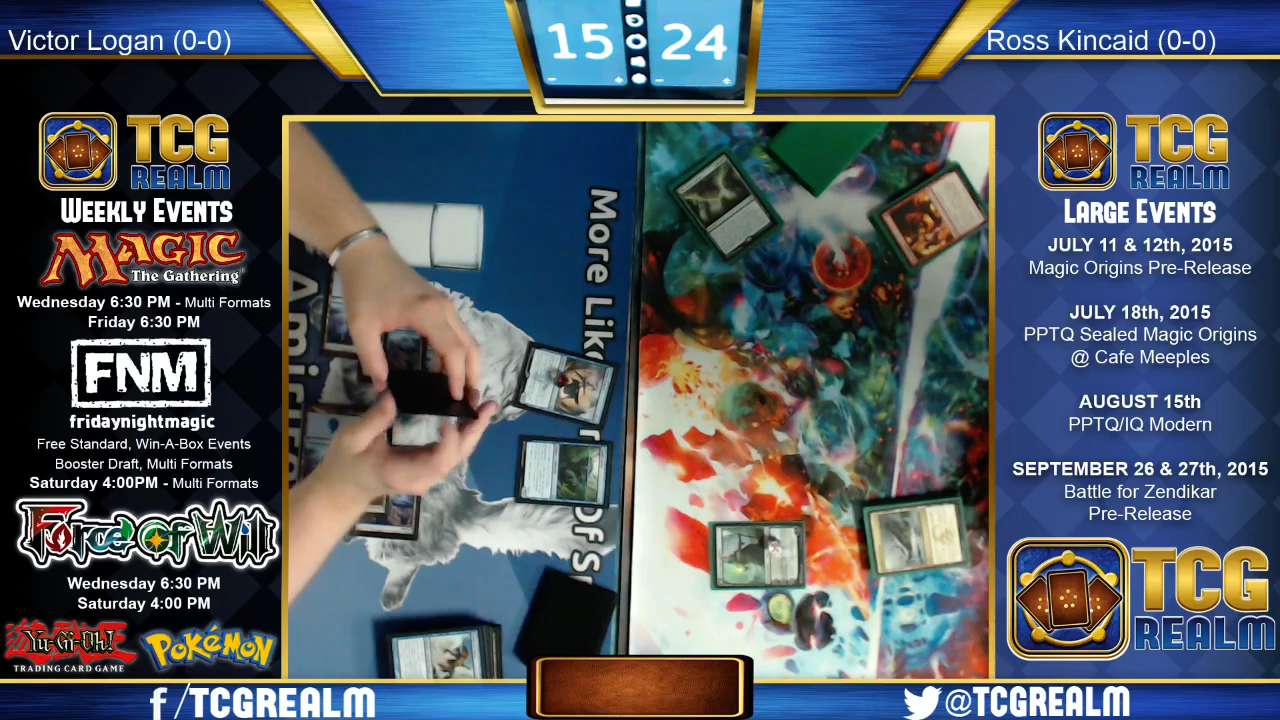 Victor Logan (0-0)
15 24
Ross Kincaid (0-0)
TCG
REALM
WEEKLY EVENTS
MAGIC
The Gathering
Wednesday 6:30 PM - Multi Formats
Friday 6:30 PM
FNM
fridaynightmagic
Free Standard, Win-A-Box Events
Booster Draft, Multi Formats
Saturday 4:00PM - Multi Formats
Force of Will
Wednesday 6:30 PM
Saturday 4:00 PM
Yu-Gi-Oh!
TRADING CARD GAME
POKéMON
More Like
TCG
REALM
LARGE EVENTS
JULY 11 & 12th, 2015
Magic Origins Pre-Release
JULY 18th, 2015
PPTQ Sealed Magic Origins
@ Cafe Meeples
AUGUST 15th
PPTQ/IQ Modern
SEPTEMBER 26 & 27th, 2015
Battle for Zendikar
Pre-Release
TCG
REALM
f /TCGREALM
@TCGREALM